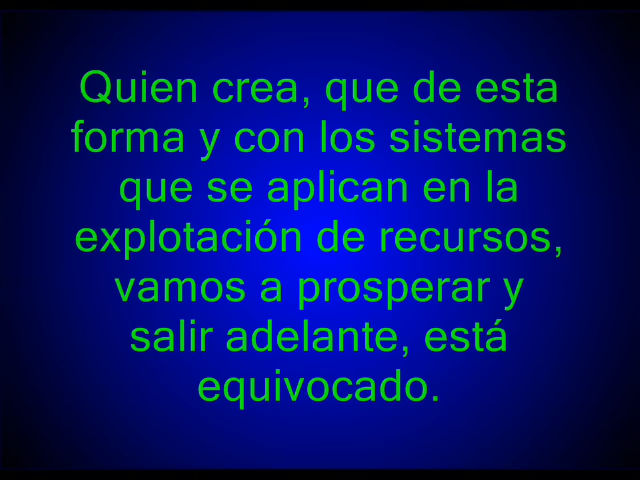 Quien crea, que de esta
forma y con los sistemas
que se aplican en la
explotación de recursos,
vamos a prosperar y
salir adelante, está
equivocado.